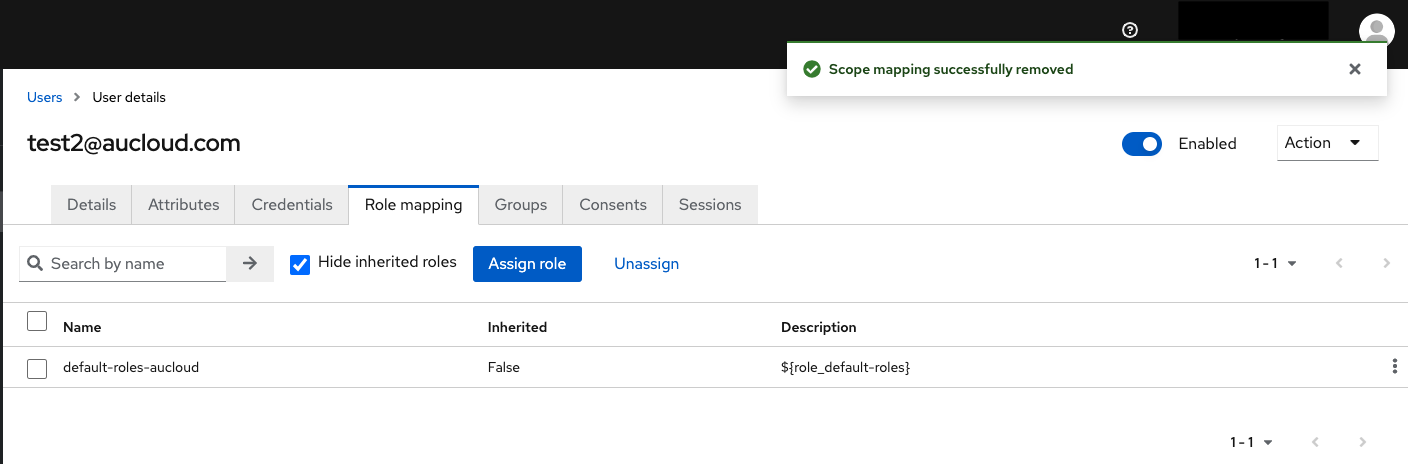 Scope mapping successfully removed
Users > User details
test2@aucloud.com
Enabled
Action
Details Attributes Credentials Role mapping Groups Consents Sessions
Search by name Hide inherited roles Assign role Unassign 1 - 1
Name Inherited Description
default-roles-aucloud False ${role_default-roles}
1 - 1